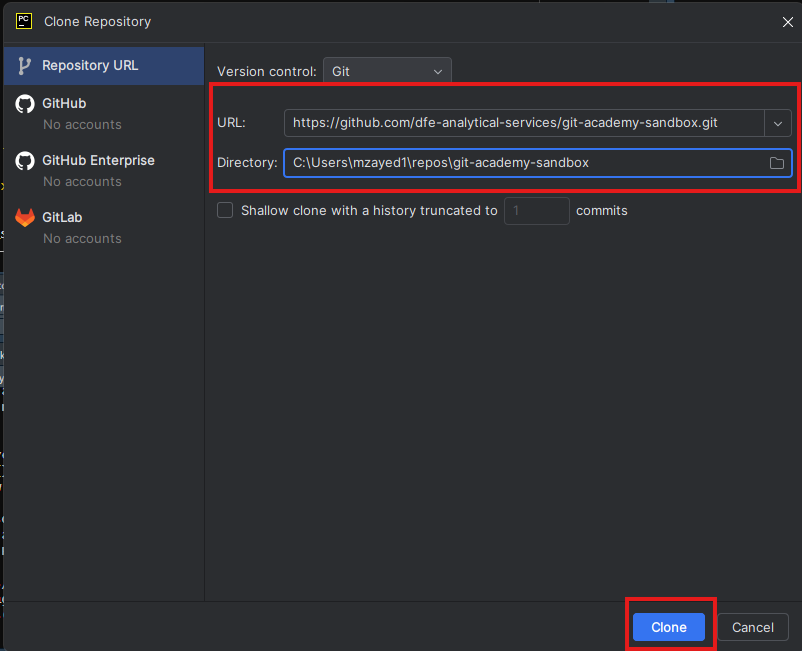 PC
Clone Repository
Repository URL
GitHub
No accounts
GitHub Enterprise
No accounts
GitLab
No accounts
Version control: Git
URL: https://github.com/dfe-analytical-services/git-academy-sandbox.git
Directory: C:\Users\mzayed1\repos\git-academy-sandbox
Shallow clone with a history truncated to 1 commits
Clone Cancel